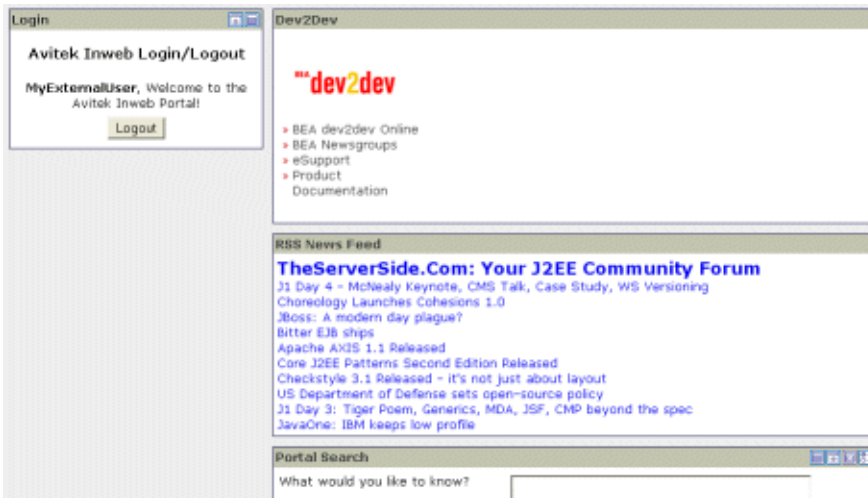 Login
Avitek Inweb Login/Logout
MyExternalUser, Welcome to the
Avitek Inweb Portal!
Logout
Dev2Dev
BEA dev2dev
» BEA dev2dev Online
» BEA Newsgroups
» eSupport
» Product
Documentation
RSS News Feed
TheServerSide.Com: Your J2EE Community Forum
J1 Day 4 - McNealy Keynote, CMS Talk, Case Study, WS Versioning
Choreology Launches Cohesions 1.0
JBoss: A modern day plague?
Bitter EJB ships
Apache AXIS 1.1 Released
Core J2EE Patterns Second Edition Released
Checkstyle 3.1 Released - it's not just about layout
US Department of Defense sets open-source policy
J1 Day 3: Tiger Poem, Generics, MDA, JSF, CMP beyond the spec
JavaOne: IBM keeps low profile
Portal Search
What would you like to know?